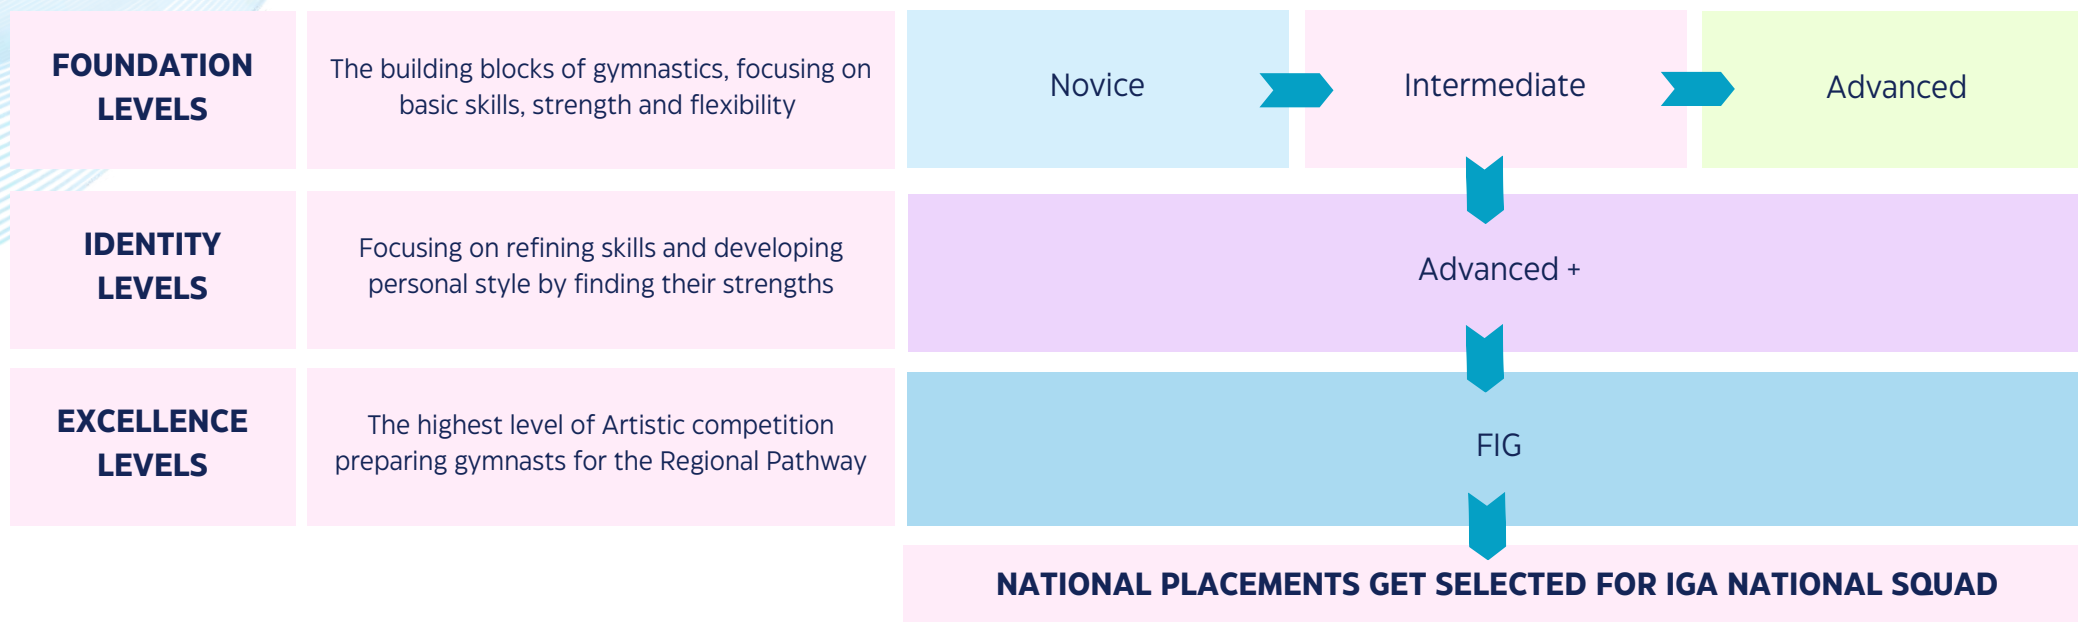 FOUNDATION
LEVELS
The building blocks of gymnastics, focusing on
basic skills, strength and flexibility
Novice
Intermediate
Advanced
IDENTITY
LEVELS
Focusing on refining skills and developing
personal style by finding their strengths
Advanced +
EXCELLENCE
LEVELS
The highest level of Artistic competition
preparing gymnasts for the Regional Pathway
FIG
NATIONAL PLACEMENTS GET SELECTED FOR IGA NATIONAL SQUAD